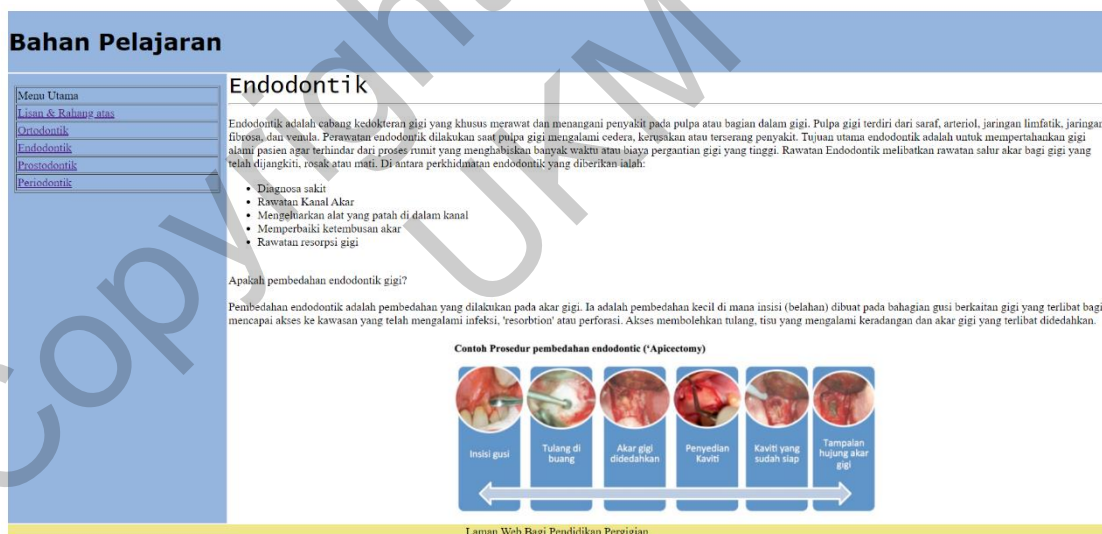 Bahan Pelajaran
Menu Utama
Lisan & Rahang atas
Ortodontik
Endodontik
Prostodontik
Periodontik
Endodontik
Endodontik adalah cabang kedokteran gigi yang khusus merawat dan menangani penyakit pada pulpa atau bagian dalam gigi. Pulpa gigi terdiri dari saraf, arteriol, jaringan limfatik, jaringan
fibrosa, dan venula. Perawatan endodontik dilakukan saat pulpa gigi mengalami cedera, kerusakan atau terserang penyakit. Tujuan utama endodontik adalah untuk mempertahankan gigi
alami pasien agar terhindar dari proses rumit yang menghabiskan banyak waktu atau biaya pergantian gigi yang tinggi. Rawatan Endodontik melibatkan rawatan salur akar bagi gigi yang
telah dijangkiti, rosak atau mati. Di antara perkhidmatan endodontik yang diberikan ialah:
• Diagnosa sakit
• Rawatan Kanal Akar
• Mengeluarkan alat yang patah di dalam kanal
• Memperbaiki ketembusan akar
• Rawatan resorpsi gigi
Apakah pembedahan endodontik gigi?
Pembedahan endodontik adalah pembedahan yang dilakukan pada akar gigi. Ia adalah pembedahan kecil di mana insisi (belahan) dibuat pada bahagian gusi berkaitan gigi yang terlibat bagi
mencapai akses ke kawasan yang telah mengalami infeksi, 'resorbtion' atau perforasi. Akses membolehkan tulang, tisu yang mengalami keradangan dan akar gigi yang terlibat didedahkan.
Contoh Prosedur pembedahan endodontic ('Apicectomy)
Insisi gusi
Tulang di
buang
Akar gigi
didedahkan
Penyedian
Kaviti
Kaviti yang
sudah siap
Tampalan
hujung akar
gigi
Laman Web Bagi Pendidikan Pergigian
Copyright
UKM